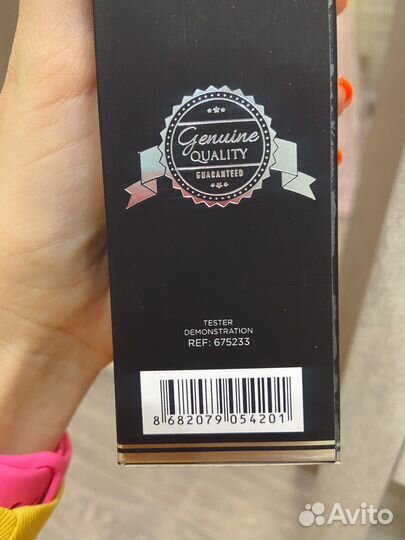 Genuine
QUALITY
GUARANTEED
TESTER
DEMONSTRATION
REF: 675233
8 682079 054201
Avito